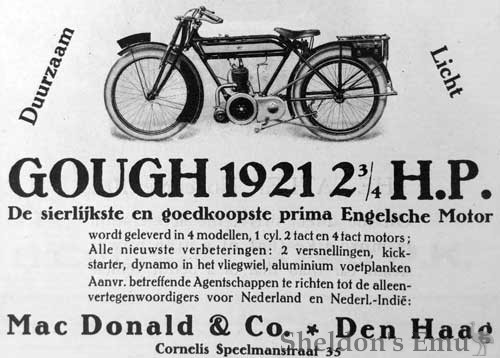 Duurzaam
Licht
GOUGH 1921 2 3/4 H.P.
De sierlijkste en goedkoopste prima Engelsche Motor
wordt geleverd in 4 modellen, 1 cyl. 2 tact en 4 tact motors;
Alle nieuwste verbeteringen: 2 versnellingen, kick-
starter, dynamo in het vliegwiel, aluminium voetplanken
Aanvr. betreffende Agentschappen te richten tot de alleen-
vertegenwoordigers voor Nederland en Nederl.-Indië:
Mac Donald & Co. * Den Haag
Cornelis Speelmanstraat 35
Sheldon's Emu